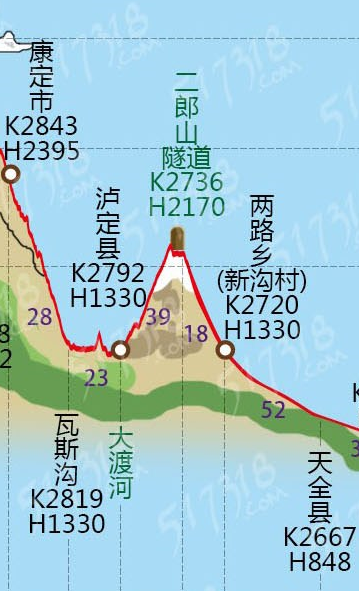 康定市
K2843
H2395
二郎山
隧道
K2736
H2170
泸定县
K2792
H1330
两路乡
(新沟村)
K2720
H1330
28
39
18
23
52
瓦斯沟
K2819
H1330
大渡河
天全县
K2667
H848
517318
.com